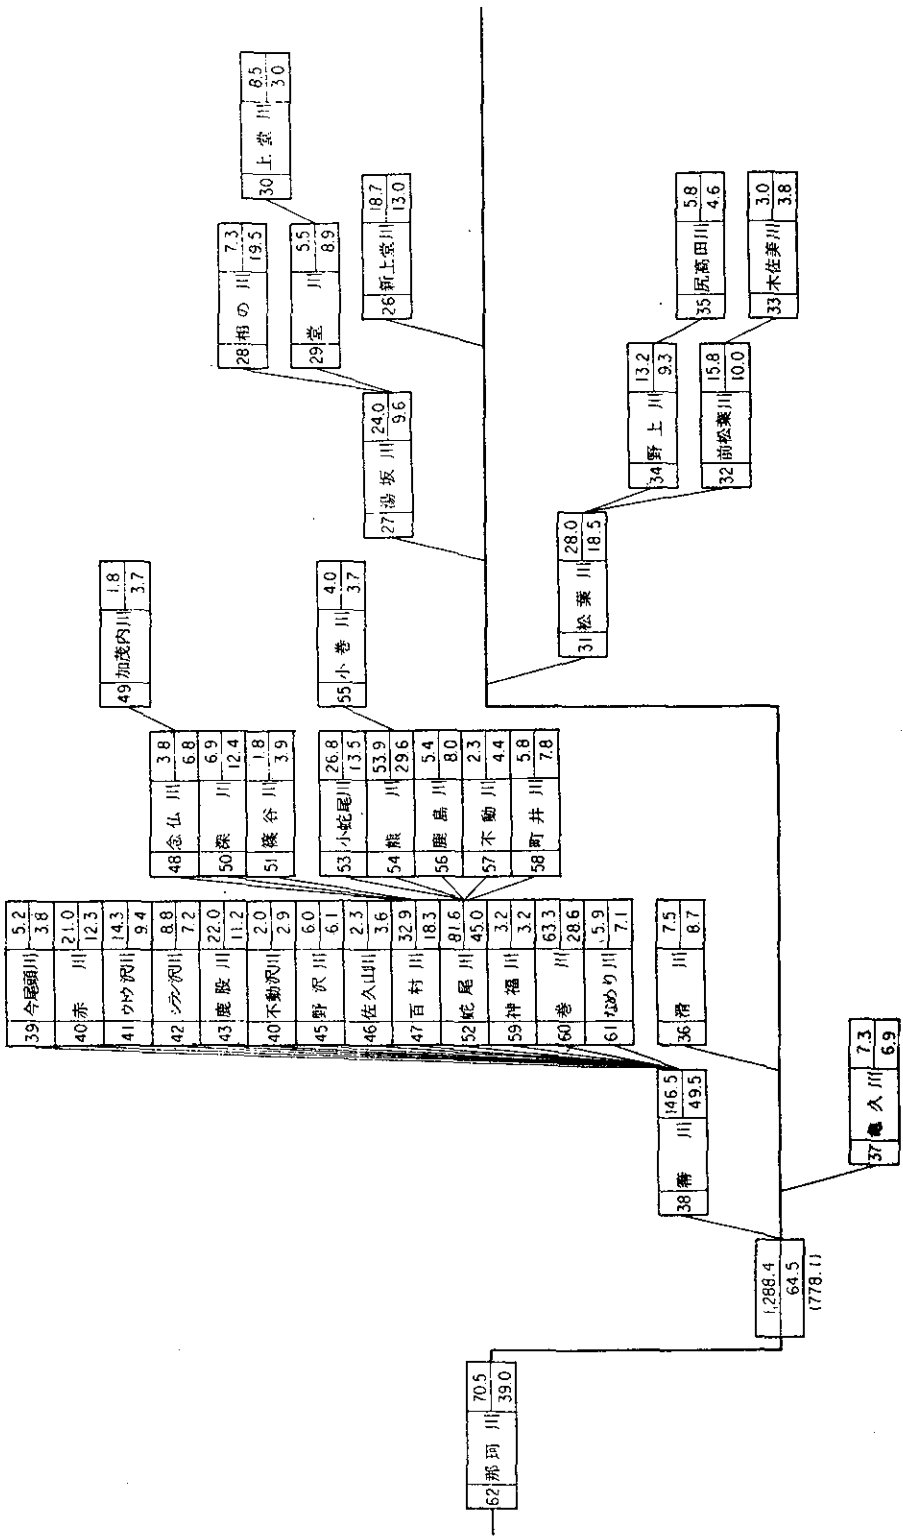 30 上堂川 8.5 3.0
28 相の川 7.3 19.5
29 堂川 5.5 8.9
26 新上堂川 18.7 13.0
27 湯坂川 24.0 9.6
35 尻高田川 5.8 4.6
33 木佐美川 3.0 3.8
34 野上川 13.2 9.3
32 前松葉川 15.8 10.0
31 松葉川 28.0 18.5
49 加茂内川 1.8 3.7
55 小巻川 4.0 3.7
48 念仏川 3.8 6.8
50 深川 6.9 12.4
51 篠谷川 1.8 3.9
53 小蛇尾川 26.8 13.5
54 熊川 53.9 29.6
56 鹿島川 5.4 8.0
57 不動川 2.3 4.4
58 町井川 5.8 7.8
39 今尾頭川 5.2 3.8
40 赤川 21.0 12.3
41 ウトウ沢川 14.3 9.4
42 シラン沢川 8.8 7.2
43 鹿股川 22.0 11.2
40 不動沢川 2.0 2.9
45 野沢川 6.0 6.1
46 佐久山川 2.3 3.6
47 百村川 32.9 18.3
52 蛇尾川 81.6 45.0
59 神福川 3.2 3.2
60 巻川 63.3 28.6
61 なめり川 5.9 7.1
36 滑川 7.5 8.7
37 亀久川 7.3 6.9
38 箒川 146.5 49.5
1,288.4
64.5
(778.1)
62 那珂川 70.5 39.0